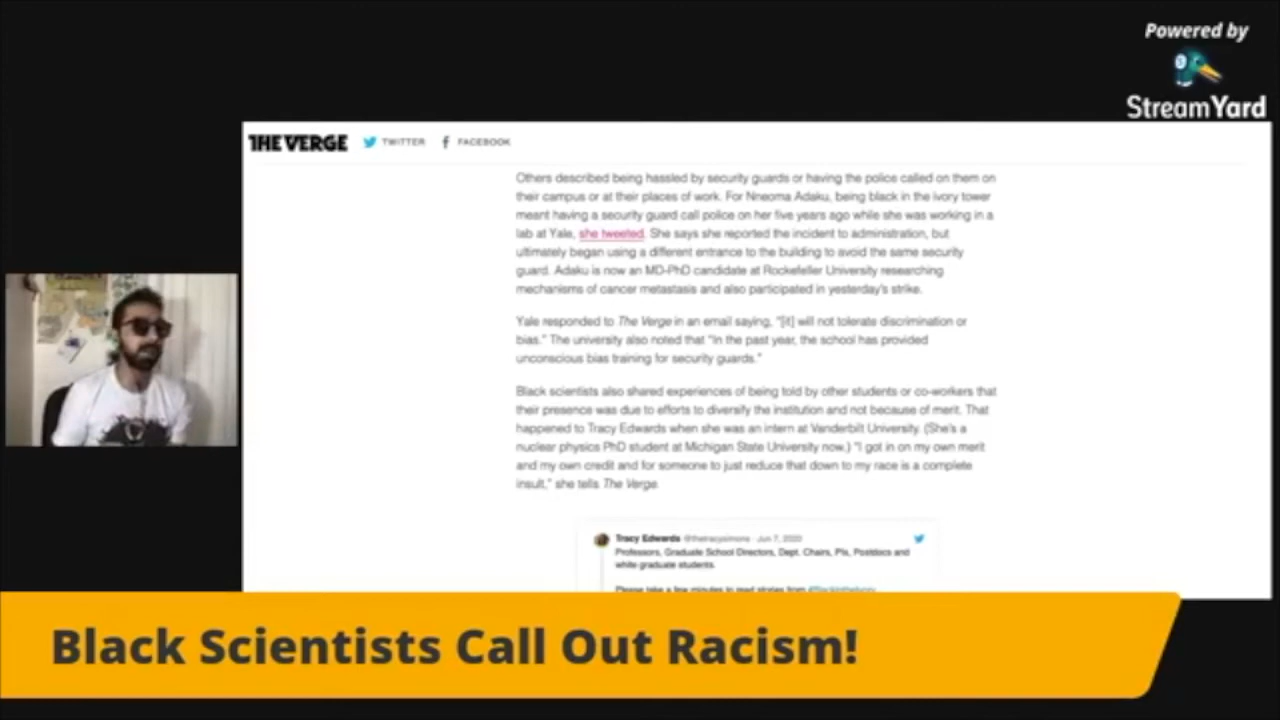 Powered by
StreamYard
THE VERGE TWITTER FACEBOOK
Others described being hassled by security guards or having the police called on them on
their campus or at their places of work. For Nneoma Adaku, being black in the ivory tower
meant having a security guard call police on her five years ago while she was working in a
lab at Yale, she tweeted. She says she reported the incident to administration, but
ultimately began using a different entrance to the building to avoid the same security
guard. Adaku is now an MD-PhD candidate at Rockefeller University researching
mechanisms of cancer metastasis and also participated in yesterday's strike.
Yale responded to The Verge in an email saying, "[it] will not tolerate discrimination or
bias." The university also noted that "In the past year, the school has provided
unconscious bias training for security guards."
Black scientists also shared experiences of being told by other students or co-workers that
their presence was due to efforts to diversify the institution and not because of merit. That
happened to Tracy Edwards when she was an intern at Vanderbilt University. (She's a
nuclear physics PhD student at Michigan State University now.) "I got in on my own merit
and my own credit and for someone to just reduce that down to my race is a complete
insult," she tells The Verge.
Tracy Edwards @thetracysimone · Jun 7, 2020
Professors, Graduate School Directors, Dept. Chairs, PIs, Postdocs and
white graduate students.
Please take a few minutes to read stories from
Black Scientists Call Out Racism!